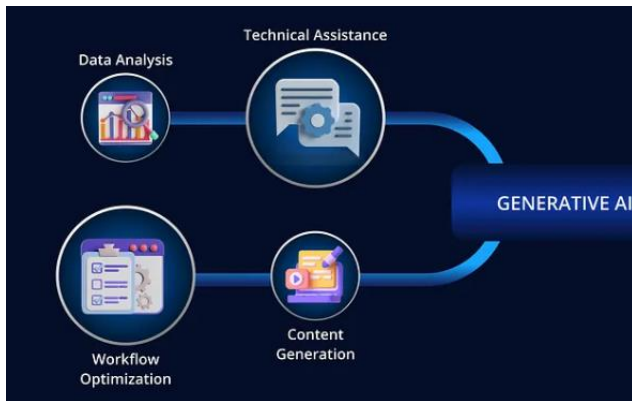 Technical Assistance
Data Analysis
GENERATIVE AI
Content
Generation
Workflow
Optimization